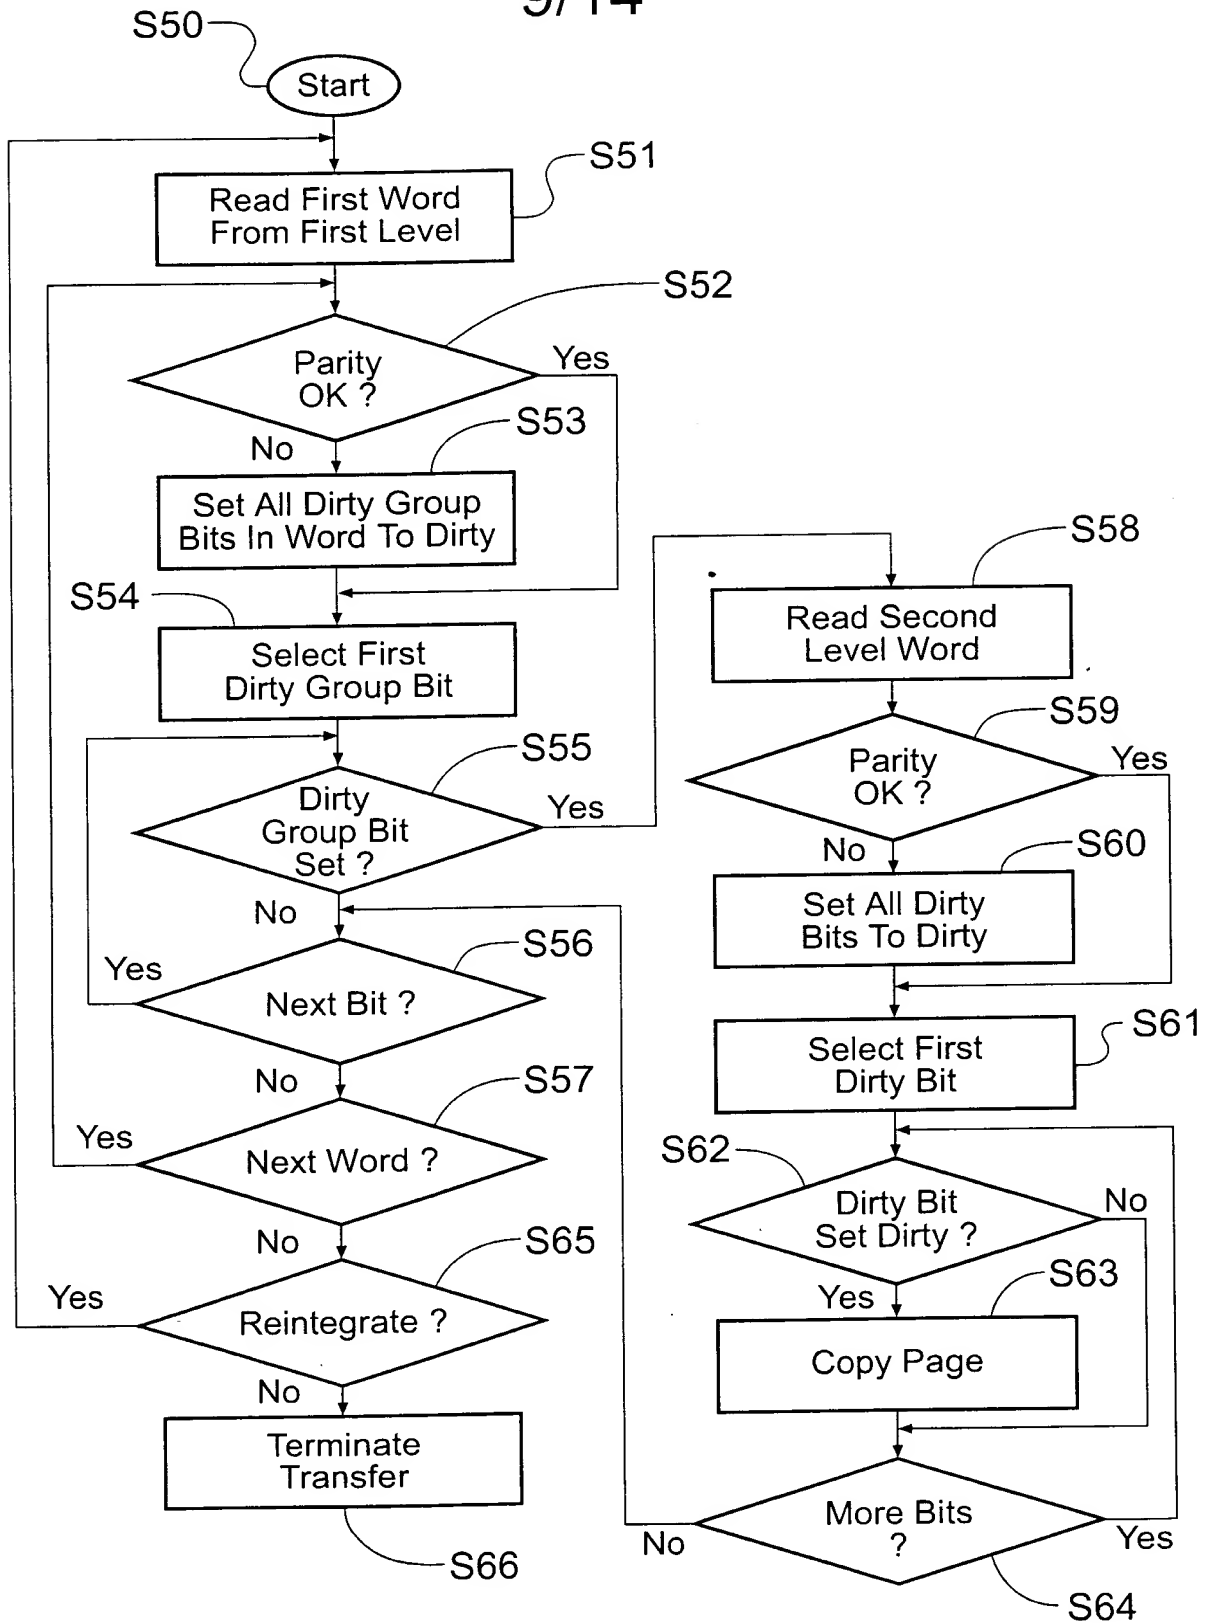 9/14
S50
Start
S51
Read First Word
From First Level
S52
Parity
OK ?
Yes
No
S53
Set All Dirty Group
Bits In Word To Dirty
S54
Select First
Dirty Group Bit
S55
Dirty
Group Bit
Set ?
Yes
No
S56
Next Bit ?
Yes
No
S57
Next Word ?
Yes
No
S65
Reintegrate ?
Yes
No
Terminate
Transfer
S66
S58
Read Second
Level Word
S59
Parity
OK ?
Yes
No
S60
Set All Dirty
Bits To Dirty
S61
Select First
Dirty Bit
S62
Dirty Bit
Set Dirty ?
No
Yes
S63
Copy Page
More Bits
?
No
Yes
S64